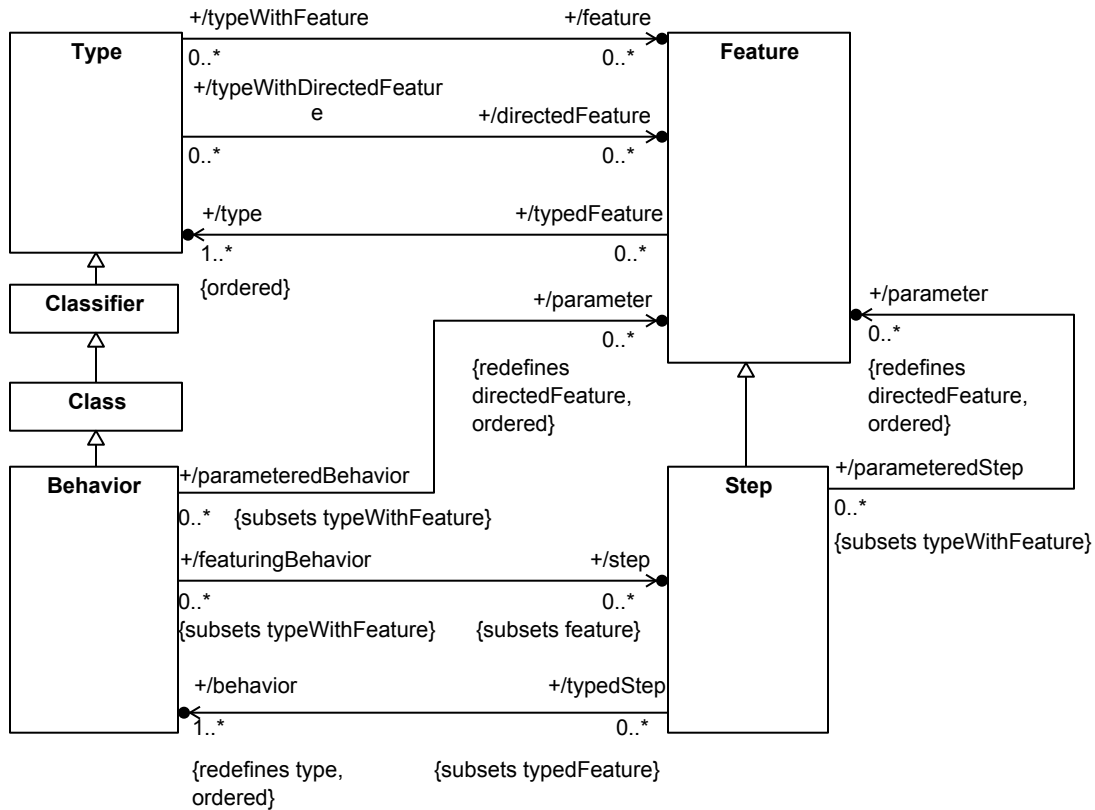 +/typeWithFeature
+/feature
Type
Feature
0..*
0..*
+/typeWithDirectedFeatur
e
+/directedFeature
0..*
0..*
+/type
+/typedFeature
1..*
0..*
{ordered}
Classifier
+/parameter
+/parameter
0..*
0..*
{redefines
directedFeature,
ordered}
{redefines
directedFeature,
ordered}
Class
Behavior
+/parameteredBehavior
Step
+/parameteredStep
0..*
{subsets typeWithFeature}
0..*
{subsets typeWithFeature}
+/featuringBehavior
+/step
0..*
0..*
{subsets typeWithFeature}
{subsets feature}
+/behavior
+/typedStep
1..*
0..*
{redefines type,
ordered}
{subsets typedFeature}